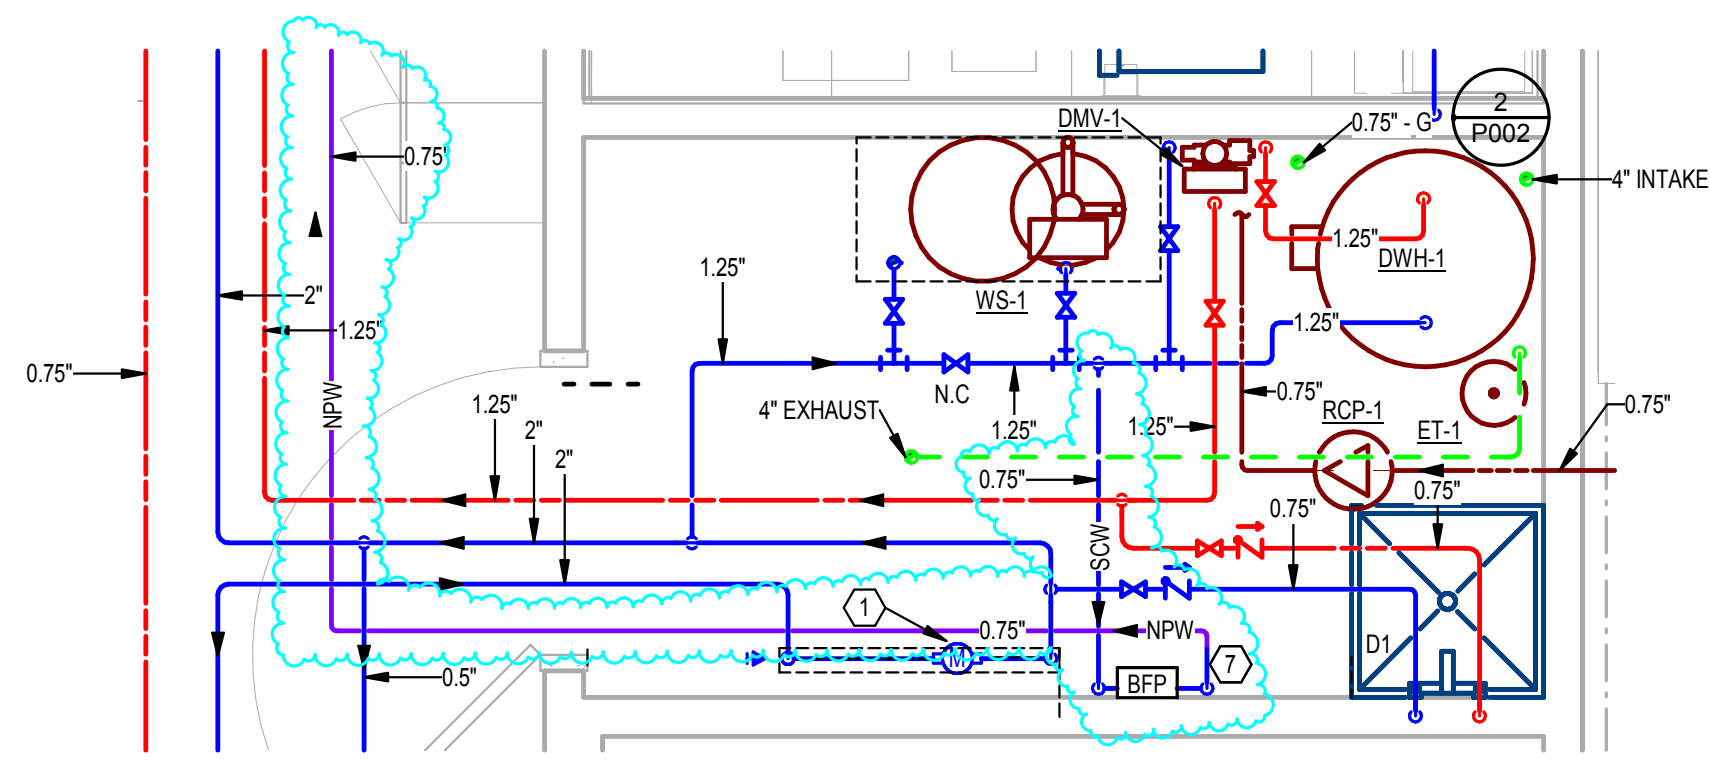 2
P002
DMV-1
0.75" - G
4" INTAKE
0.75"
1.25"
DWH-1
1.25"
2"
WS-1
1.25"
1.25"
0.75"
N.C
0.75"
RCP-1
0.75"
NPW
1.25"
4" EXHAUST
1.25"
1.25"
ET-1
2"
2"
0.75"
0.75"
0.75"
SCW
1
0.75"
NPW
D1
M
7
BFP
0.5"